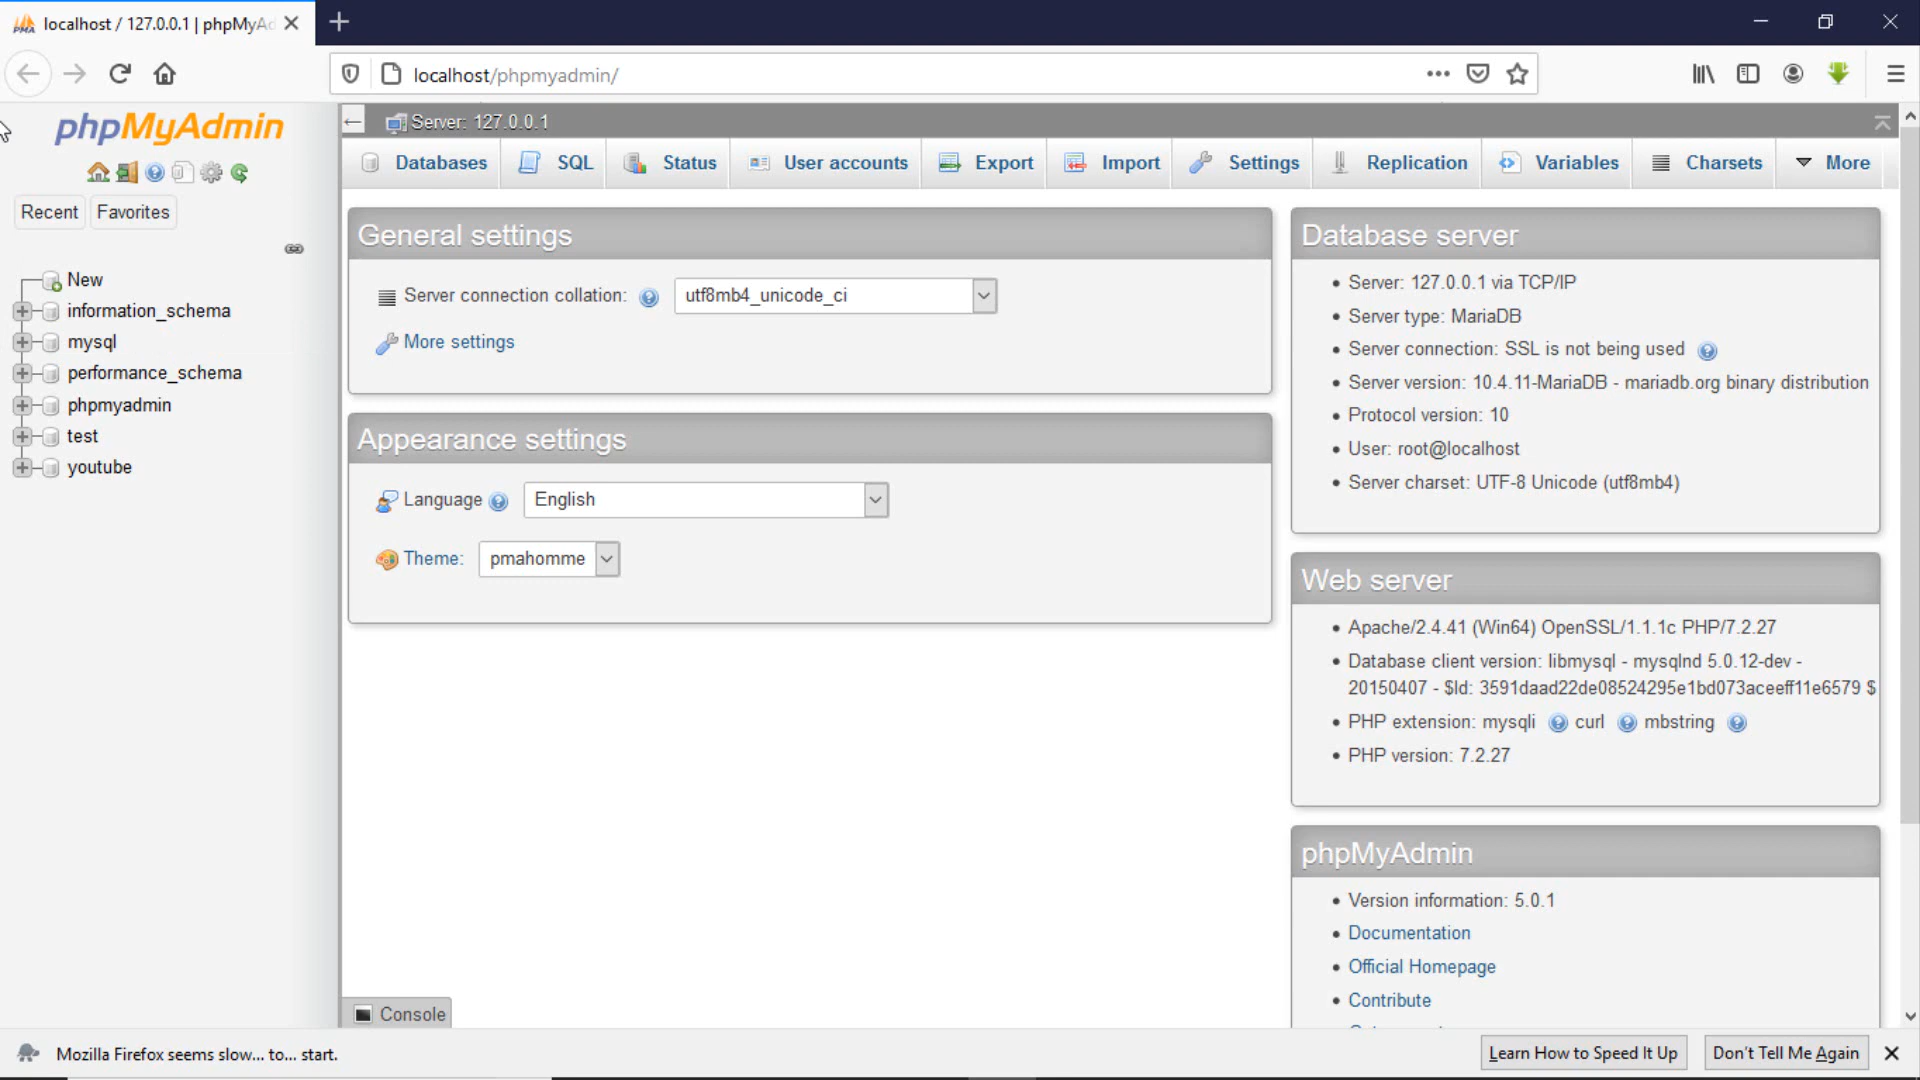 localhost / 127.0.0.1 | phpMyAd
localhost/phpmyadmin/
phpMyAdmin
Recent
Favorites
New
information_schema
mysql
performance_schema
phpmyadmin
test
youtube
Server: 127.0.0.1
Databases
SQL
Status
User accounts
Export
Import
Settings
Replication
Variables
Charsets
More
General settings
Server connection collation:
utf8mb4_unicode_ci
More settings
Appearance settings
Language
English
Theme:
pmahomme
Database server
Server: 127.0.0.1 via TCP/IP
Server type: MariaDB
Server connection: SSL is not being used
Server version: 10.4.11-MariaDB - mariadb.org binary distribution
Protocol version: 10
User: root@localhost
Server charset: UTF-8 Unicode (utf8mb4)
Web server
Apache/2.4.41 (Win64) OpenSSL/1.1.1c PHP/7.2.27
Database client version: libmysql - mysqlnd 5.0.12-dev -
20150407 - $Id: 3591daad22de08524295e1bd073aceeff11e6579 $
PHP extension: mysqli curl mbstring
PHP version: 7.2.27
phpMyAdmin
Version information: 5.0.1
Documentation
Official Homepage
Contribute
Console
Mozilla Firefox seems slow... to... start.
Learn How to Speed It Up
Don't Tell Me Again